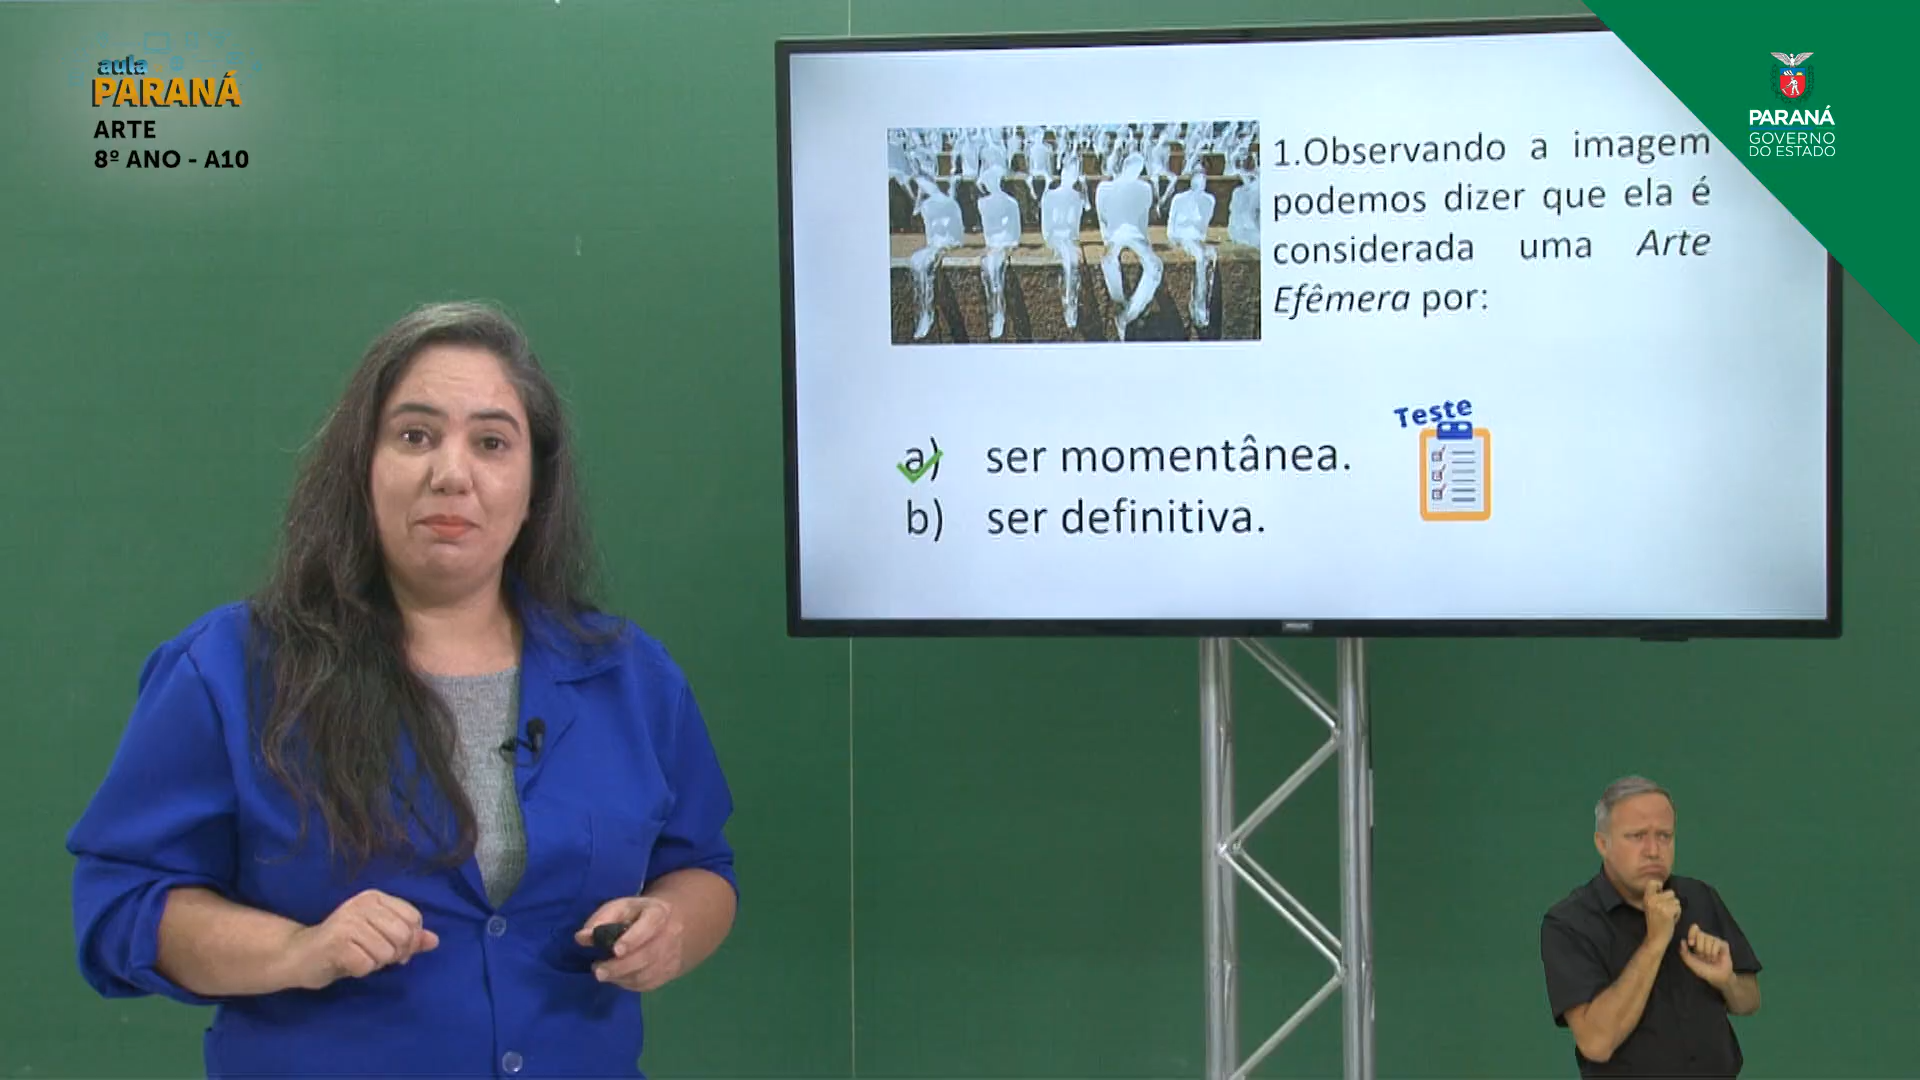 aula
PARANÁ
ARTE
8º ANO - A10
PARANÁ
GOVERNO
DO ESTADO
1.Observando a imagem
podemos dizer que ela é
considerada uma Arte
Efêmera por:
Teste
a) ser momentânea.
b) ser definitiva.
PHILIPS